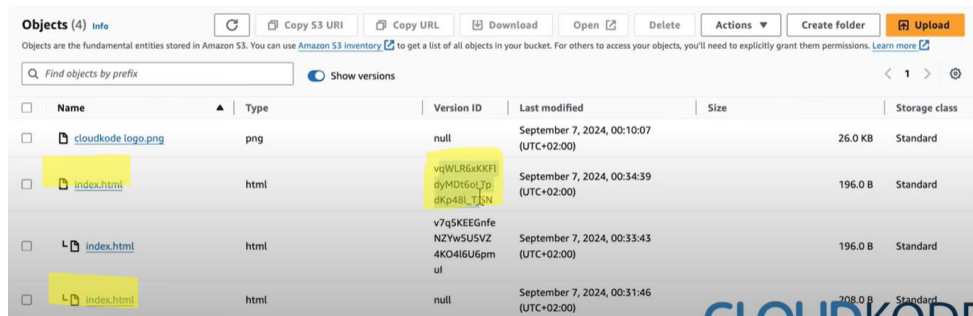 Objects (4) Info
Copy S3 URI
Copy URL
Download
Open
Delete
Actions
Create folder
Upload
Objects are the fundamental entities stored in Amazon S3. You can use Amazon S3 inventory to get a list of all objects in your bucket. For others to access your objects, you'll need to explicitly grant them permissions. Learn more
Find objects by prefix
Show versions
1
Name Type Version ID Last modified Size Storage class
cloudkode logo.png png null September 7, 2024, 00:10:07 (UTC+02:00) 26.0 KB Standard
index.html html
vqWLR6xKKFl
September 7, 2024, 00:34:39 (UTC+02:00) 196.0 B Standard
index.html html
v7q5KEEGnfe
NZYw5U5VZ
4KO4l6U6pm
ul
September 7, 2024, 00:33:43 (UTC+02:00) 196.0 B Standard
index.html html null September 7, 2024, 00:31:46 (UTC+02:00) 208.0 B Standard
CLOUDKODE